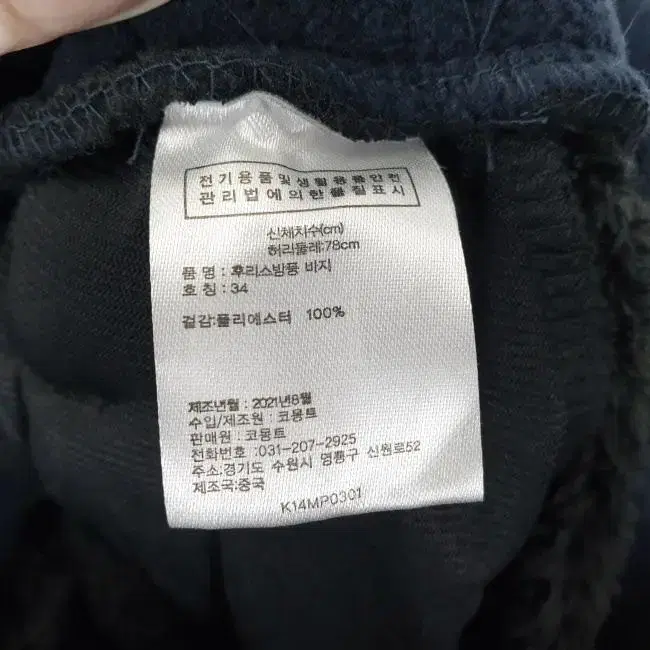 전기용품및생활용품안전
관리법에의한품질표시
신체치수(cm)
허리둘레:78cm
품 명 : 후리스방풍 바지
호 칭 : 34
겉감:폴리에스터 100%
제조년월 : 2021년8월
수입/제조원 : 코몽트
판매원 : 코몽트
전화번호 :031-207-2925
주소:경기도 수원시 영통구 신원로52
제조국:중국
K14MP0301